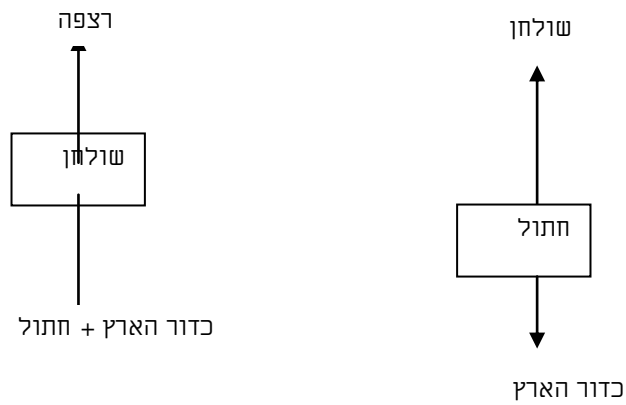 רצפה
שולחן
כדור הארץ + חתול
שולחן
חתול
כדור הארץ